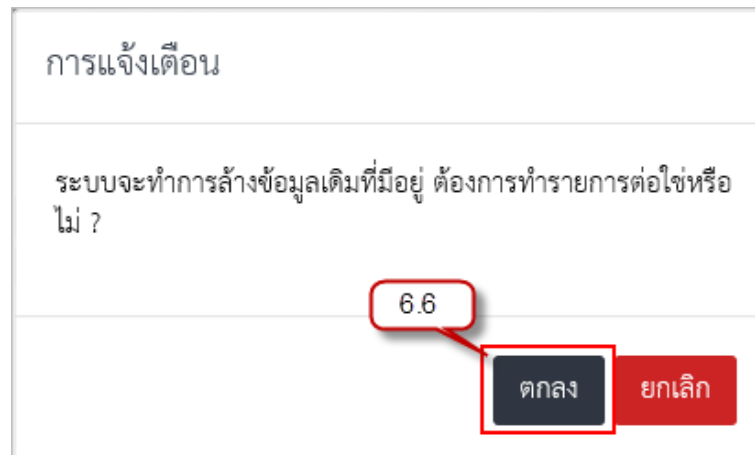 การแจ้งเตือน
ระบบจะทำการล้างข้อมูลเดิมที่มีอยู่ ต้องการทำรายการต่อใช่หรือ
ไม่ ?
6.6
ตกลง ยกเลิก